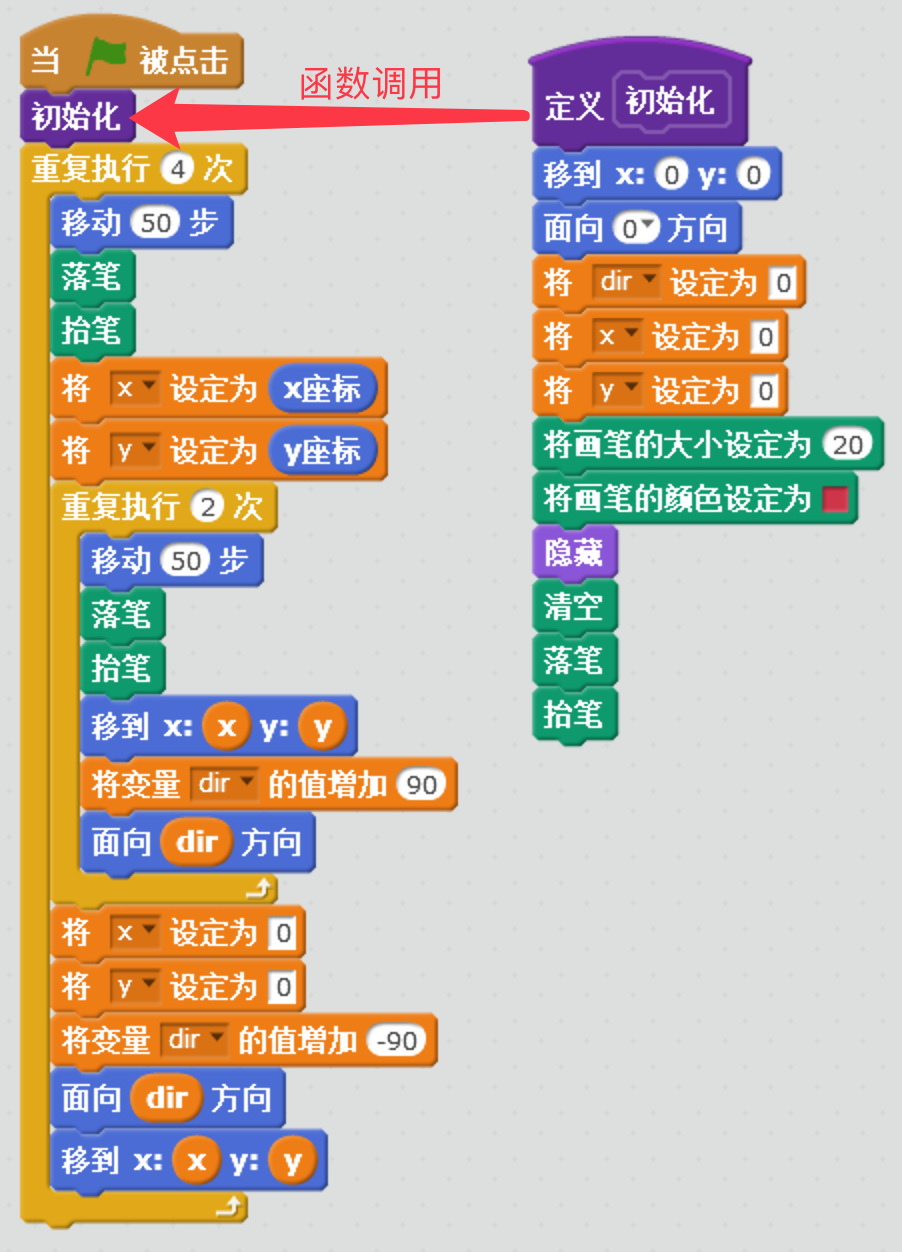 当 被点击
初始化
重复执行 4 次
移动 50 步
落笔
抬笔
将 x 设定为 x座标
将 y 设定为 y座标
重复执行 2 次
移动 50 步
落笔
抬笔
移到 x: x y: y
将变量 dir 的值增加 90
面向 dir 方向
将 x 设定为 0
将 y 设定为 0
将变量 dir 的值增加 -90
面向 dir 方向
移到 x: x y: y
函数调用
定义 初始化
移到 x: 0 y: 0
面向 0 方向
将 dir 设定为 0
将 x 设定为 0
将 y 设定为 0
将画笔的大小设定为 20
将画笔的颜色设定为
隐藏
清空
落笔
抬笔